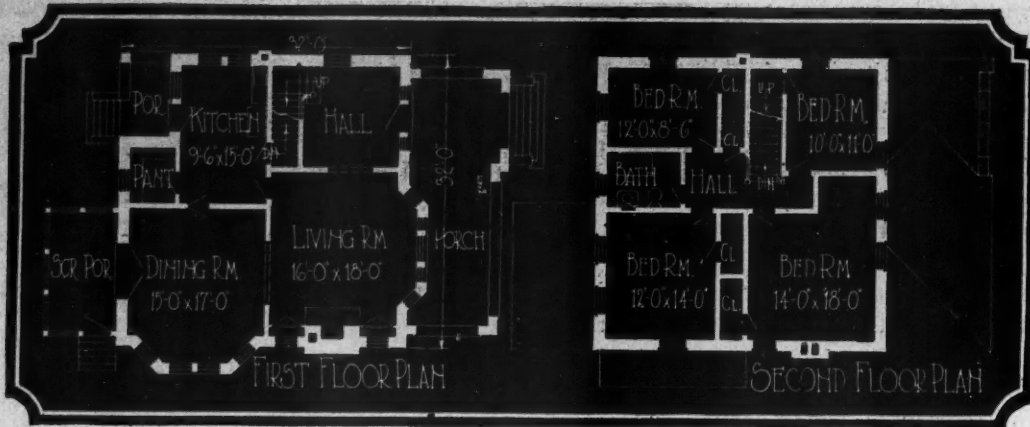 32'-0"
POR.
KITCHEN
9'-6"x15'-0"
UP
DN.
HALL
PANT.
32'-0"
SCR. POR.
DINING RM.
15'-0"x17'-0"
LIVING RM.
16'-0"x18'-0"
PORCH
FIRST FLOOR PLAN
BED RM.
12'-0"x8'-6"
CL.
CL.
UP
BED RM.
10'-0"x11'-0"
BATH
HALL
DN
BED RM.
12'-0"x14'-0"
CL.
CL.
BED RM.
14'-0"x18'-0"
SECOND FLOOR PLAN